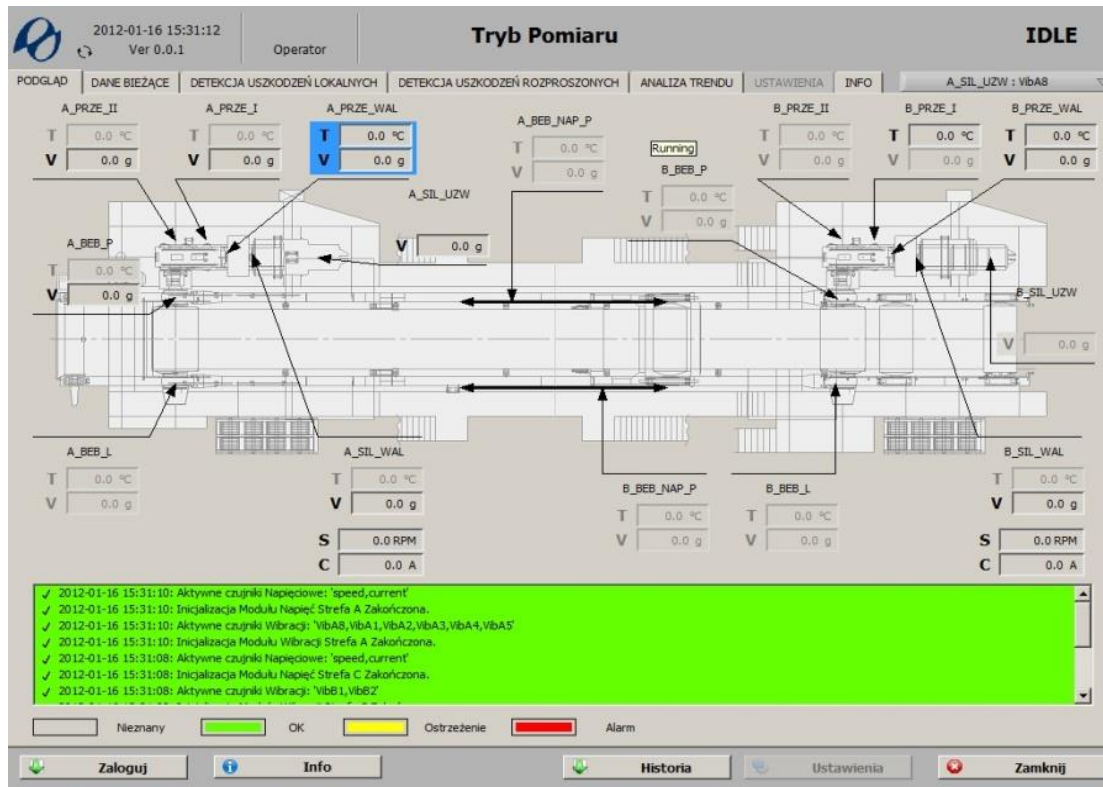 2012-01-16 15:31:12
Ver 0.0.1
Operator
Tryb Pomiaru
IDLE
PODGLĄD
DANE BIEŻĄCE
DETEKCJA USZKODZEŃ LOKALNYCH
DETEKCJA USZKODZEŃ ROZPROSZONYCH
ANALIZA TRENDU
USTAWIENIA
INFO
A_SIL_UZW : VibA8
A_PRZE_II
T 0.0 °C
V 0.0 g
A_PRZE_I
T 0.0 °C
V 0.0 g
A_PRZE_WAL
T 0.0 °C
V 0.0 g
A_BEB_NAP_P
T 0.0 °C
V 0.0 g
Running
B_BEB_P
T 0.0 °C
V 0.0 g
B_PRZE_II
T 0.0 °C
V 0.0 g
B_PRZE_I
T 0.0 °C
V 0.0 g
B_PRZE_WAL
T 0.0 °C
V 0.0 g
A_SIL_UZW
V 0.0 g
A_BEB_P
T 0.0 °C
V 0.0 g
B_SIL_UZW
V 0.0 g
A_BEB_L
T 0.0 °C
V 0.0 g
A_SIL_WAL
T 0.0 °C
V 0.0 g
S 0.0 RPM
C 0.0 A
B_BEB_NAP_P
T 0.0 °C
V 0.0 g
B_BEB_L
T 0.0 °C
V 0.0 g
B_SIL_WAL
T 0.0 °C
V 0.0 g
S 0.0 RPM
C 0.0 A
2012-01-16 15:31:10: Aktywne czujniki Napięciowe: 'speed,current'
2012-01-16 15:31:10: Inicjalizacja Modułu Napięć Strefa A Zakończona.
2012-01-16 15:31:10: Aktywne czujniki Wibracji: 'VibA8,VibA1,VibA2,VibA3,VibA4,VibA5'
2012-01-16 15:31:10: Inicjalizacja Modułu Wibracji Strefa A Zakończona.
2012-01-16 15:31:08: Aktywne czujniki Napięciowe: 'speed,current'
2012-01-16 15:31:08: Inicjalizacja Modułu Napięć Strefa C Zakończona.
2012-01-16 15:31:08: Aktywne czujniki Wibracji: 'VibB1,VibB2'
Nieznany
OK
Ostrzeżenie
Alarm
Zaloguj
Info
Historia
Ustawienia
Zamknij